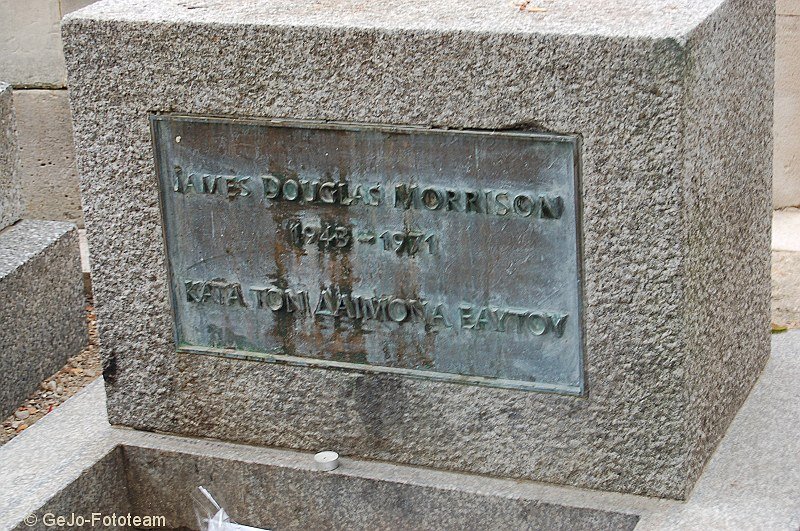 JAMES DOUGLAS MORRISON
1943 - 1971
ΚΑΤΑ ΤΟΝ ΔΑΙΜΟΝΑ ΕΑΥΤΟΥ
© GeJo-Fototeam